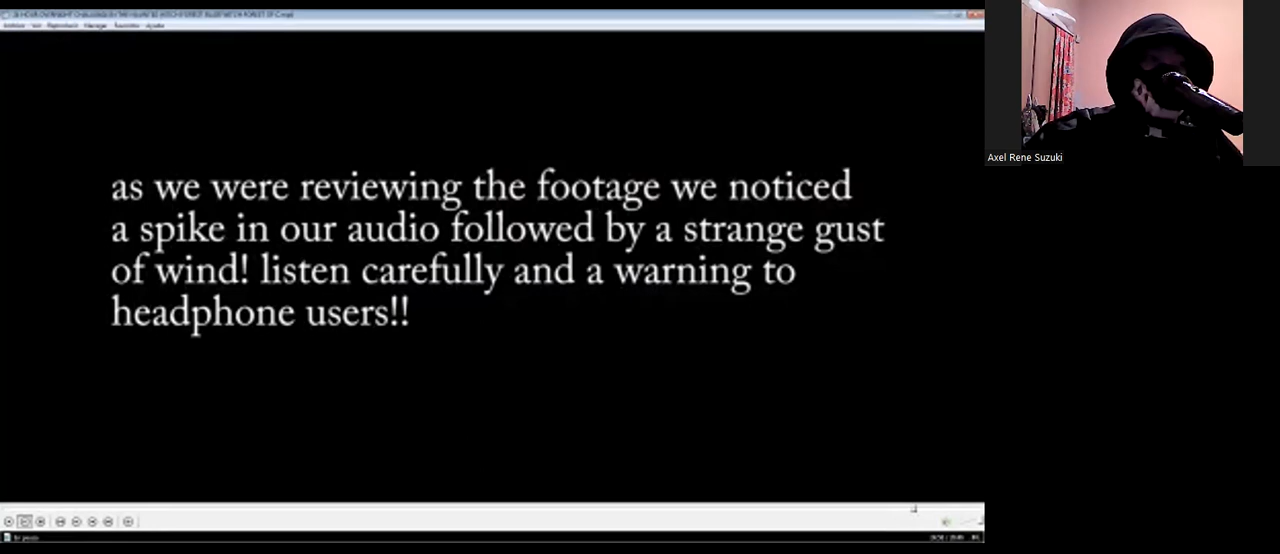 as we were reviewing the footage we noticed
a spike in our audio followed by a strange gust
of wind! listen carefully and a warning to
headphone users!!
Axel Rene Suzuki